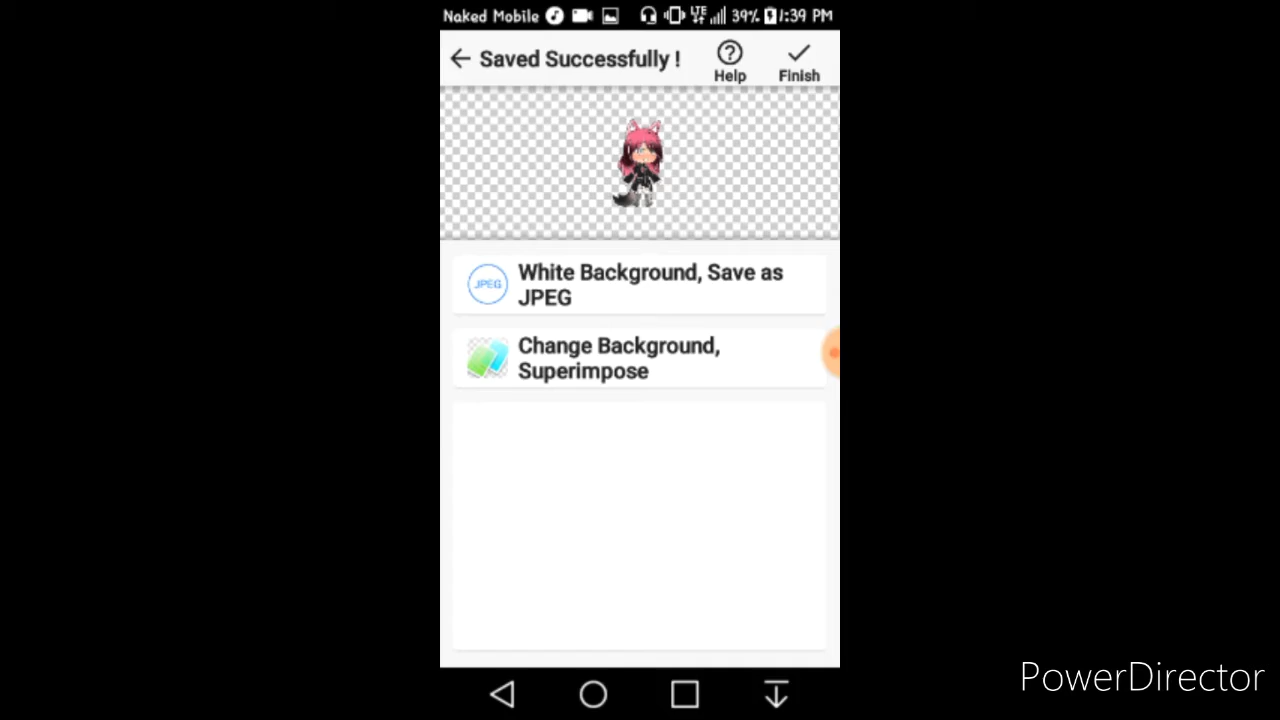 Naked Mobile LTE 39% 1:39 PM
Saved Successfully !
Help
Finish
JPEG
White Background, Save as
JPEG
Change Background,
Superimpose
PowerDirector